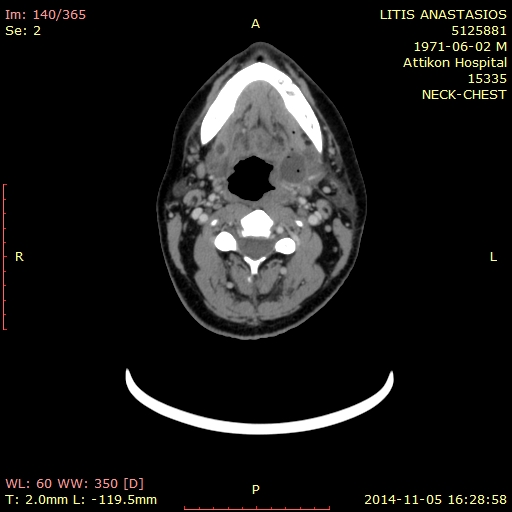 Im: 140/365
Se: 2
A
LITIS ANASTASIOS
5125881
1971-06-02 M
Attikon Hospital
15335
NECK-CHEST
R
L
WL: 60 WW: 350 [D]
T: 2.0mm L: -119.5mm
P
2014-11-05 16:28:58